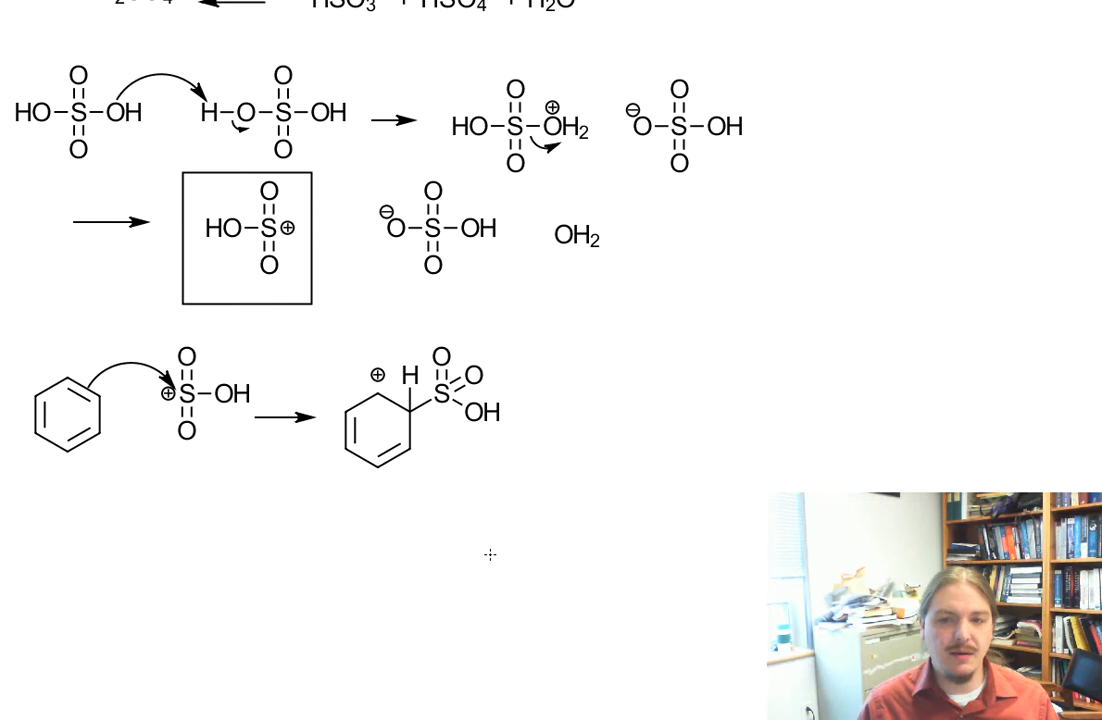 HSO3 + HSO4 + H2O
O O O O
HO–S–OH H–O–S–OH HO–S–OH2 ⊕ ⊖ O–S–OH
O O O O
O O
HO–S⊕ ⊖ O–S–OH OH2
O O
O ⊕ H O O
⊕S–OH S
O OH